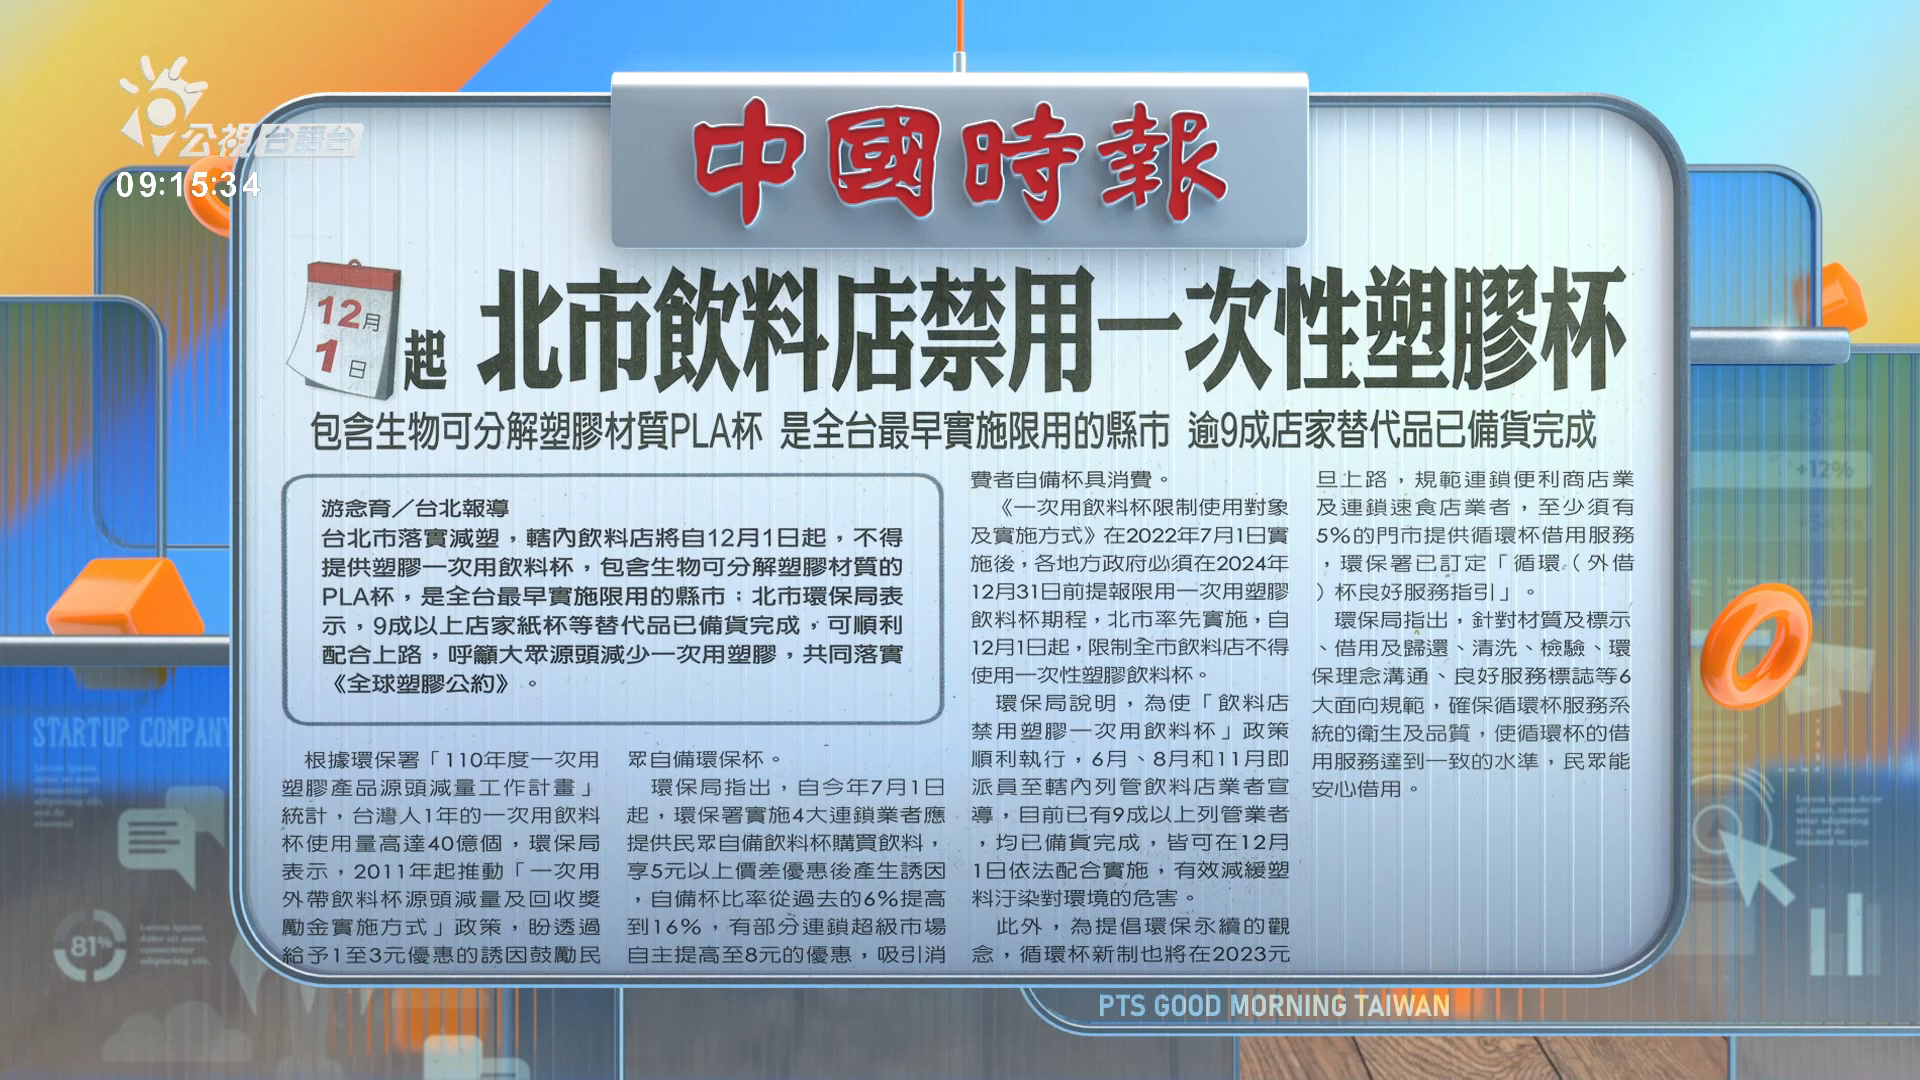 公視台語台
09:15:34
中國時報
12月
1日
起
北市飲料店禁用一次性塑膠杯
包含生物可分解塑膠材質PLA杯 是全台最早實施限用的縣市 逾9成店家替代品已備貨完成
游念育／台北報導
台北市落實減塑，轄內飲料店將自12月1日起，不得
提供塑膠一次用飲料杯，包含生物可分解塑膠材質的
PLA杯，是全台最早實施限用的縣市；北市環保局表
示，9成以上店家紙杯等替代品已備貨完成，可順利
配合上路，呼籲大眾源頭減少一次用塑膠，共同落實
《全球塑膠公約》。
根據環保署「110年度一次用
塑膠產品源頭減量工作計畫」
統計，台灣人1年的一次用飲料
杯使用量高達40億個，環保局
表示，2011年起推動「一次用
外帶飲料杯源頭減量及回收獎
勵金實施方式」政策，盼透過
給予1至3元優惠的誘因鼓勵民
眾自備環保杯。
環保局指出，自今年7月1日
起，環保署實施4大連鎖業者應
提供民眾自備飲料杯購買飲料，
享5元以上價差優惠後產生誘因
，自備杯比率從過去的6%提高
到16%，有部分連鎖超級市場
自主提高至8元的優惠，吸引消
費者自備杯具消費。
《一次用飲料杯限制使用對象
及實施方式》在2022年7月1日實
施後，各地方政府必須在2024年
12月31日前提報限用一次用塑膠
飲料杯期程，北市率先實施，自
12月1日起，限制全市飲料店不得
使用一次性塑膠飲料杯。
環保局說明，為使「飲料店
禁用塑膠一次用飲料杯」政策
順利執行，6月、8月和11月即
派員至轄內列管飲料店業者宣
導，目前已有9成以上列管業者
，均已備貨完成，皆可在12月
1日依法配合實施，有效減緩塑
料汙染對環境的危害。
此外，為提倡環保永續的觀
念，循環杯新制也將在2023元
旦上路，規範連鎖便利商店業
及連鎖速食店業者，至少須有
5%的門市提供循環杯借用服務
，環保署已訂定「循環（外借
）杯良好服務指引」。
環保局指出，針對材質及標示
、借用及歸還、清洗、檢驗、環
保理念溝通、良好服務標誌等6
大面向規範，確保循環杯服務系
統的衛生及品質，使循環杯的借
用服務達到一致的水準，民眾能
安心借用。
+12%
STARTUP COMPANY
81%
PTS GOOD MORNING TAIWAN